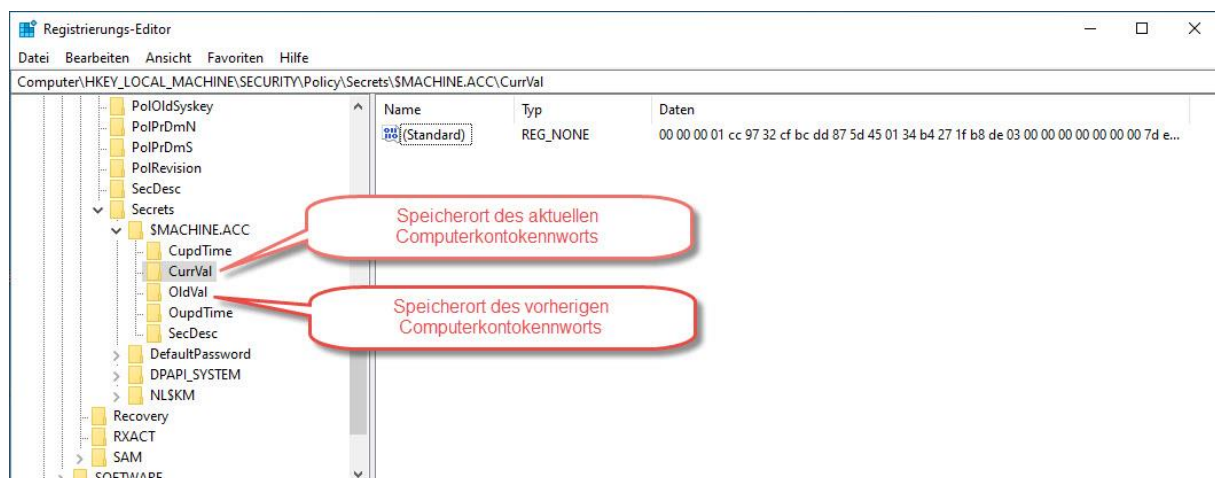 Registrierungs-Editor
Datei Bearbeiten Ansicht Favoriten Hilfe
Computer\HKEY_LOCAL_MACHINE\SECURITY\Policy\Secrets\$MACHINE.ACC\CurrVal
PolOldSyskey
PolPrDmN
PolPrDmS
PolRevision
SecDesc
Secrets
$MACHINE.ACC
CupdTime
CurrVal
OldVal
OupdTime
SecDesc
DefaultPassword
DPAPI_SYSTEM
NL$KM
Recovery
RXACT
SAM
SOFTWARE
Name Typ Daten
(Standard) REG_NONE 00 00 00 01 cc 97 32 cf bc dd 87 5d 45 01 34 b4 27 1f b8 de 03 00 00 00 00 00 00 00 7d e...
Speicherort des aktuellen
Computerkontokennworts
Speicherort des vorherigen
Computerkontokennworts